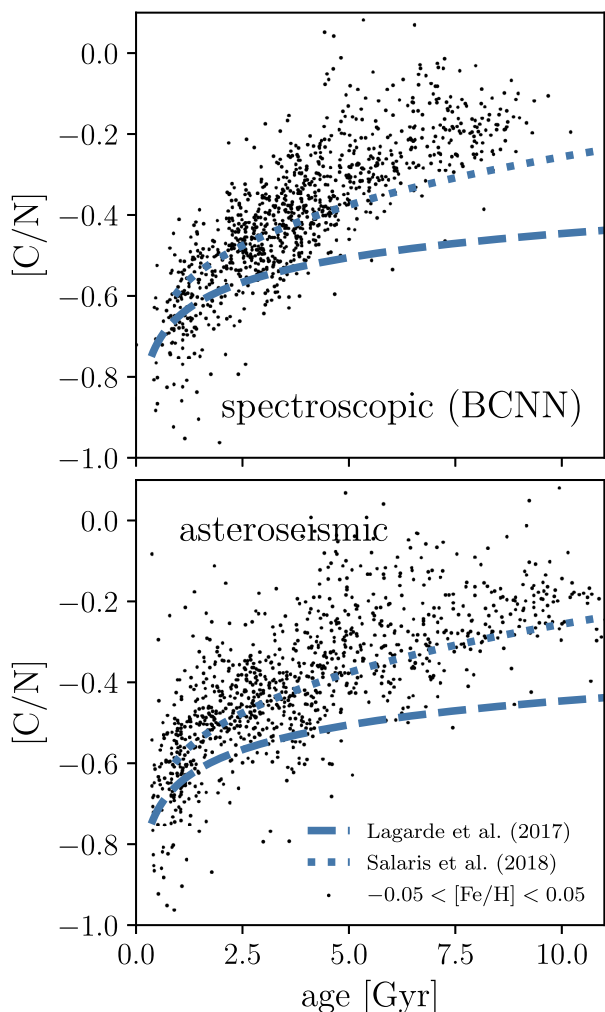 0.0
−0.2
−0.4
−0.6
−0.8
−1.0
[C/N]
spectroscopic (BCNN)
asteroseismic
0.0
−0.2
−0.4
−0.6
−0.8
−1.0
[C/N]
Lagarde et al. (2017)
Salaris et al. (2018)
−0.05 < [Fe/H] < 0.05
0.0 2.5 5.0 7.5 10.0
age [Gyr]